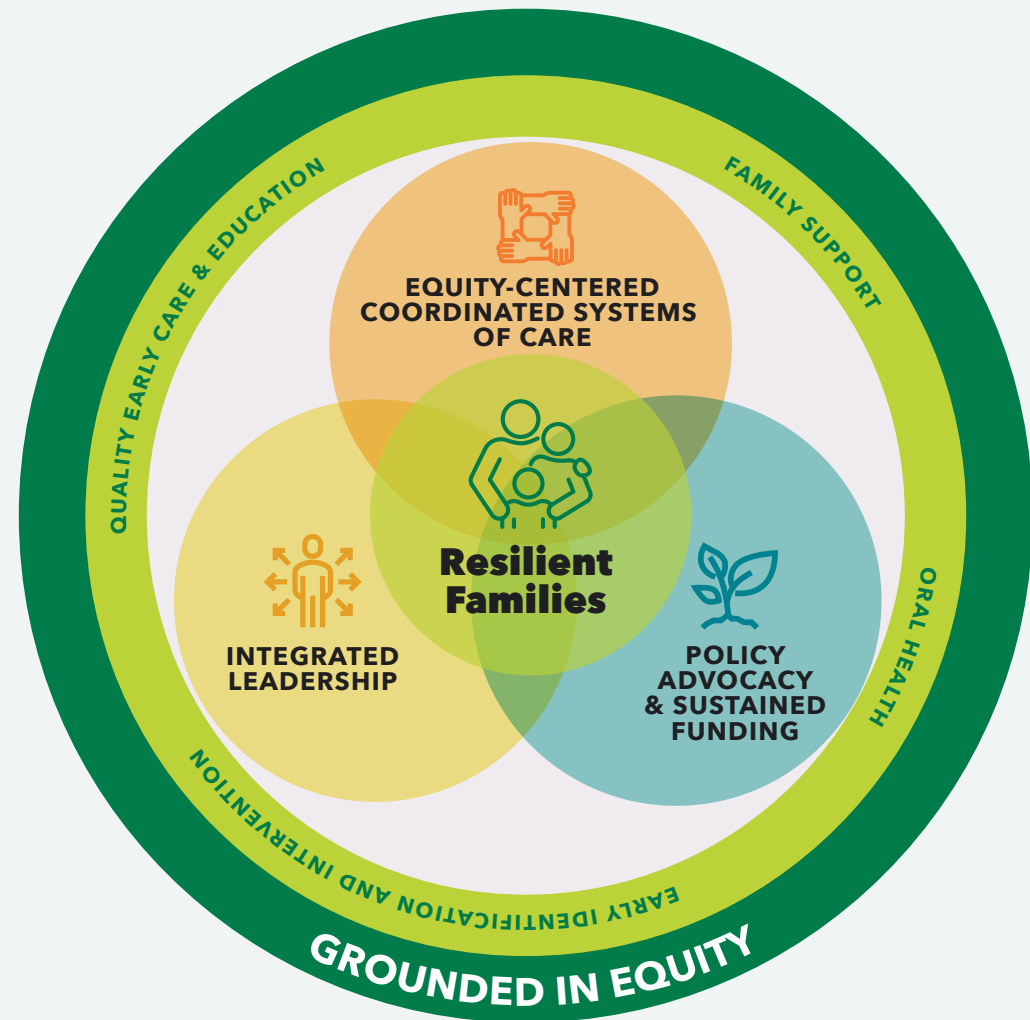 QUALITY EARLY CARE & EDUCATION
FAMILY SUPPORT
EQUITY-CENTERED
COORDINATED SYSTEMS
OF CARE
Resilient
Families
INTEGRATED
LEADERSHIP
POLICY
ADVOCACY
& SUSTAINED
FUNDING
ORAL HEALTH
EARLY IDENTIFICATION AND INTERVENTION
GROUNDED IN EQUITY